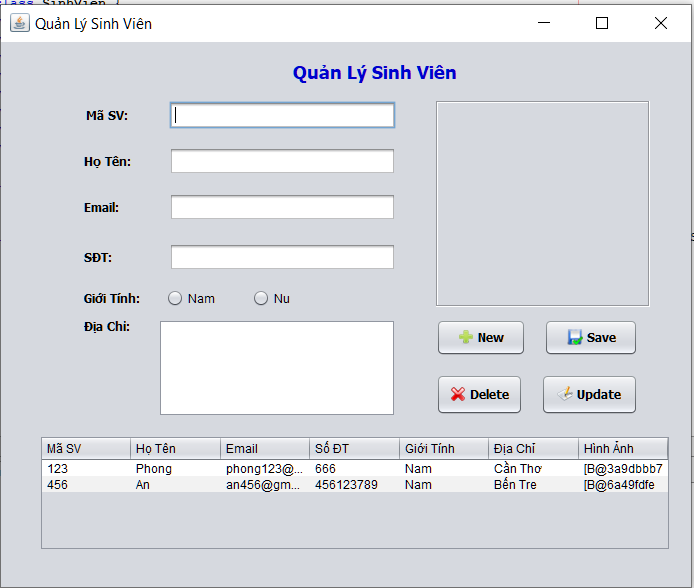 class SinhVien {
Quản Lý Sinh Viên
Quản Lý Sinh Viên
Mã SV:
Họ Tên:
Email:
SĐT:
Giới Tính: Nam Nu
Địa Chỉ:
New Save
Delete Update
Mã SV Họ Tên Email Số ĐT Giới Tính Địa Chỉ Hình Ảnh
123 Phong phong123@... 666 Nam Cần Thơ [B@3a9dbbb7
456 An an456@gm... 456123789 Nam Bến Tre [B@6a49fdfe